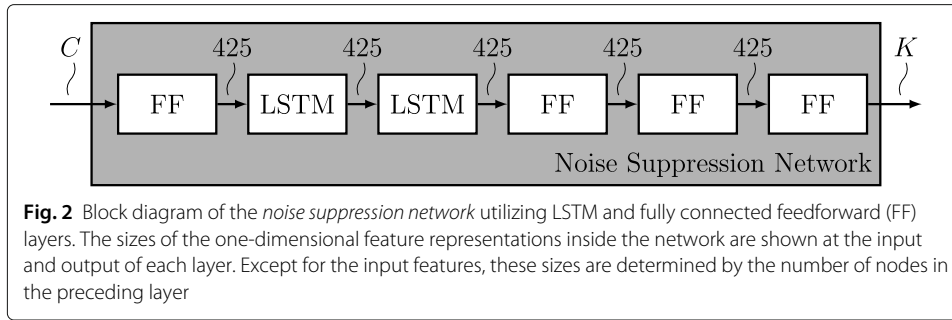 C 425 425 425 425 425 K
FF LSTM LSTM FF FF FF
Noise Suppression Network
Fig. 2 Block diagram of the noise suppression network utilizing LSTM and fully connected feedforward (FF)
layers. The sizes of the one-dimensional feature representations inside the network are shown at the input
and output of each layer. Except for the input features, these sizes are determined by the number of nodes in
the preceding layer